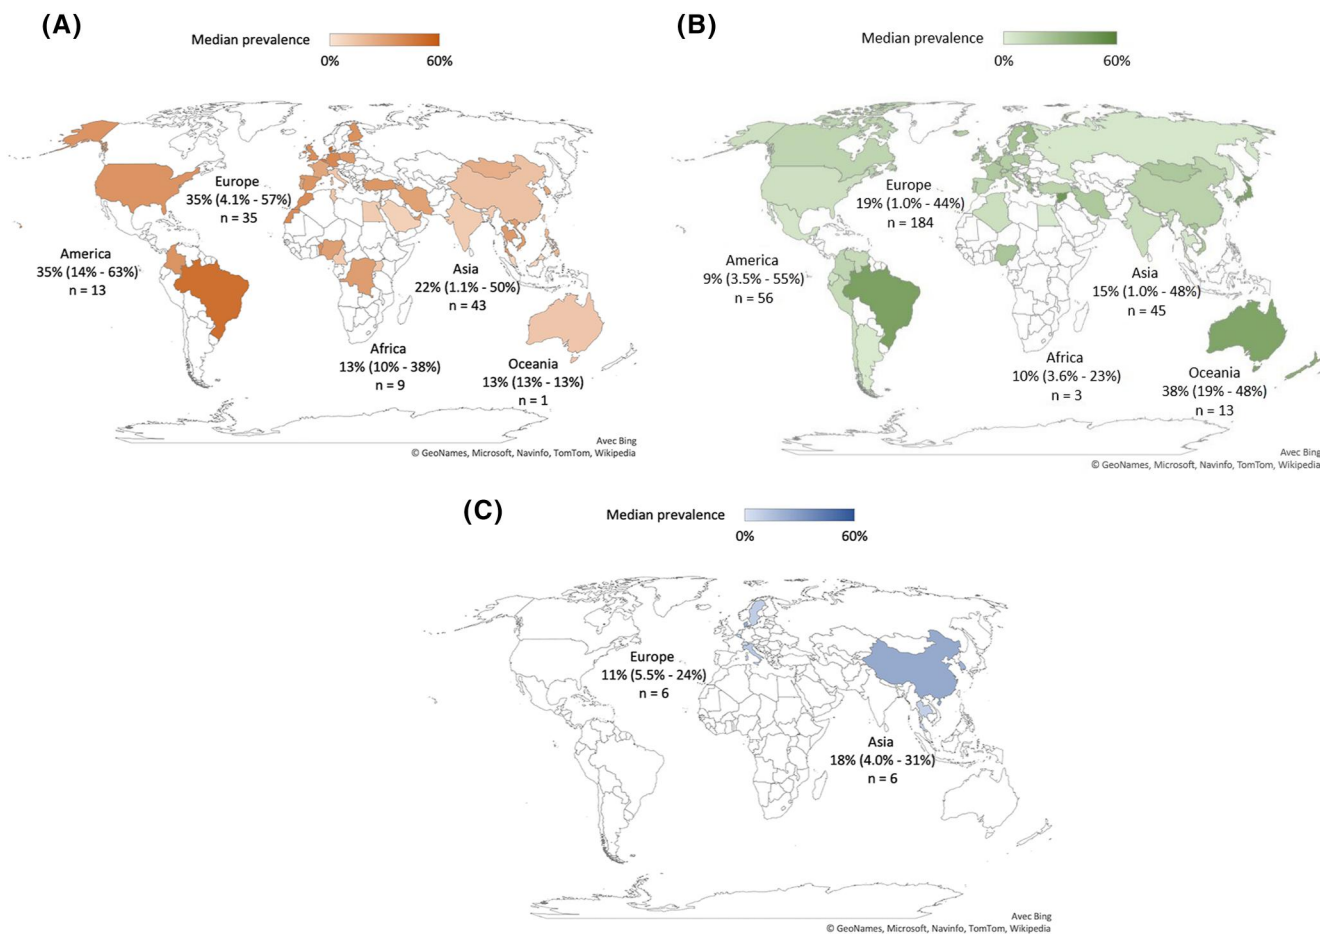 (A)
Median prevalence
0% 60%
Europe
35% (4.1% - 57%)
n = 35
America
35% (14% - 63%)
n = 13
Asia
22% (1.1% - 50%)
n = 43
Africa
13% (10% - 38%)
n = 9
Oceania
13% (13% - 13%)
n = 1
Avec Bing
© GeoNames, Microsoft, Navinfo, TomTom, Wikipedia
(B)
Median prevalence
0% 60%
Europe
19% (1.0% - 44%)
n = 184
America
9% (3.5% - 55%)
n = 56
Asia
15% (1.0% - 48%)
n = 45
Africa
10% (3.6% - 23%)
n = 3
Oceania
38% (19% - 48%)
n = 13
Avec Bing
© GeoNames, Microsoft, Navinfo, TomTom, Wikipedia
(C)
Median prevalence
0% 60%
Europe
11% (5.5% - 24%)
n = 6
Asia
18% (4.0% - 31%)
n = 6
Avec Bing
© GeoNames, Microsoft, Navinfo, TomTom, Wikipedia